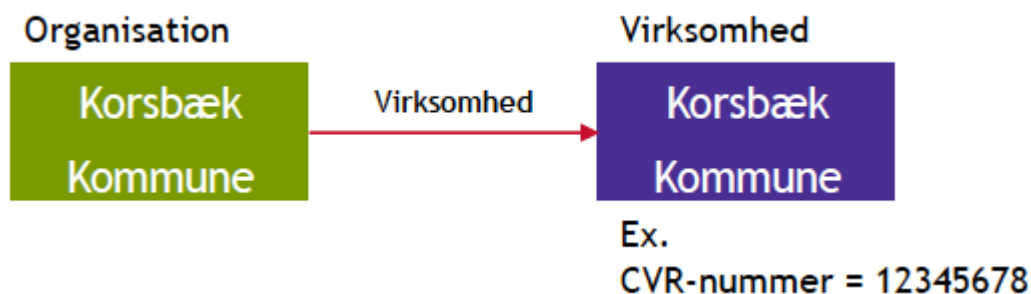 Organisation
Virksomhed
Korsbæk
Kommune
Virksomhed
Korsbæk
Kommune
Ex.
CVR-nummer = 12345678